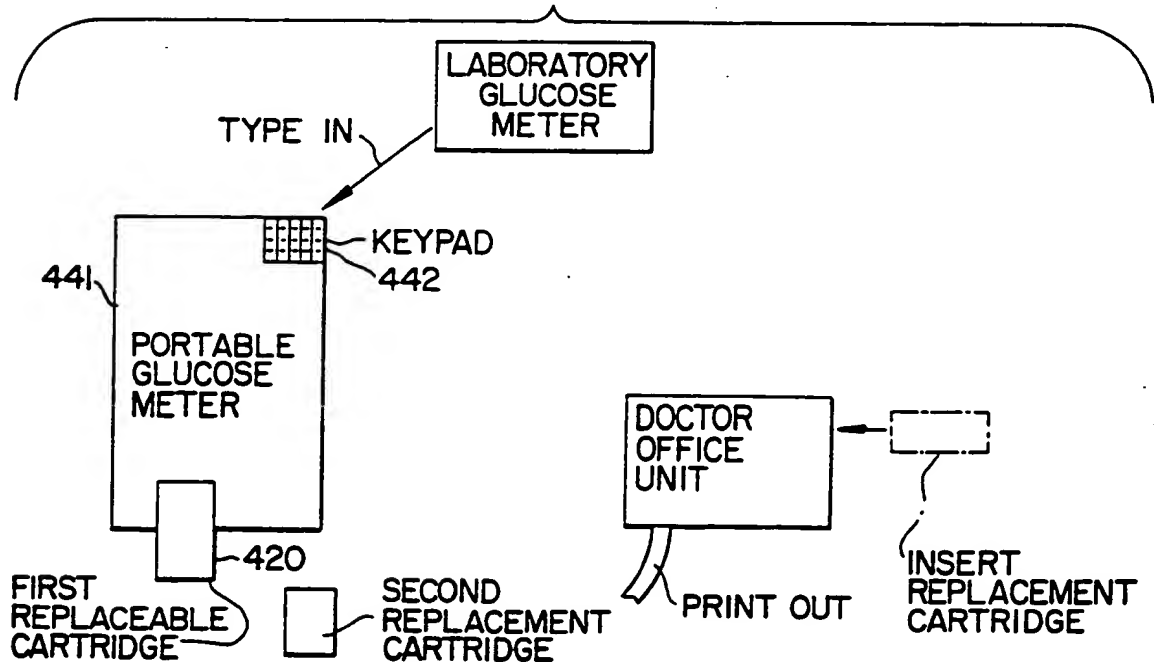 LABORATORY
GLUCOSE
METER
TYPE IN
KEYPAD
442
441
PORTABLE
GLUCOSE
METER
DOCTOR
OFFICE
UNIT
420
FIRST
REPLACEABLE
CARTRIDGE
SECOND
REPLACEMENT
CARTRIDGE
PRINT OUT
INSERT
REPLACEMENT
CARTRIDGE